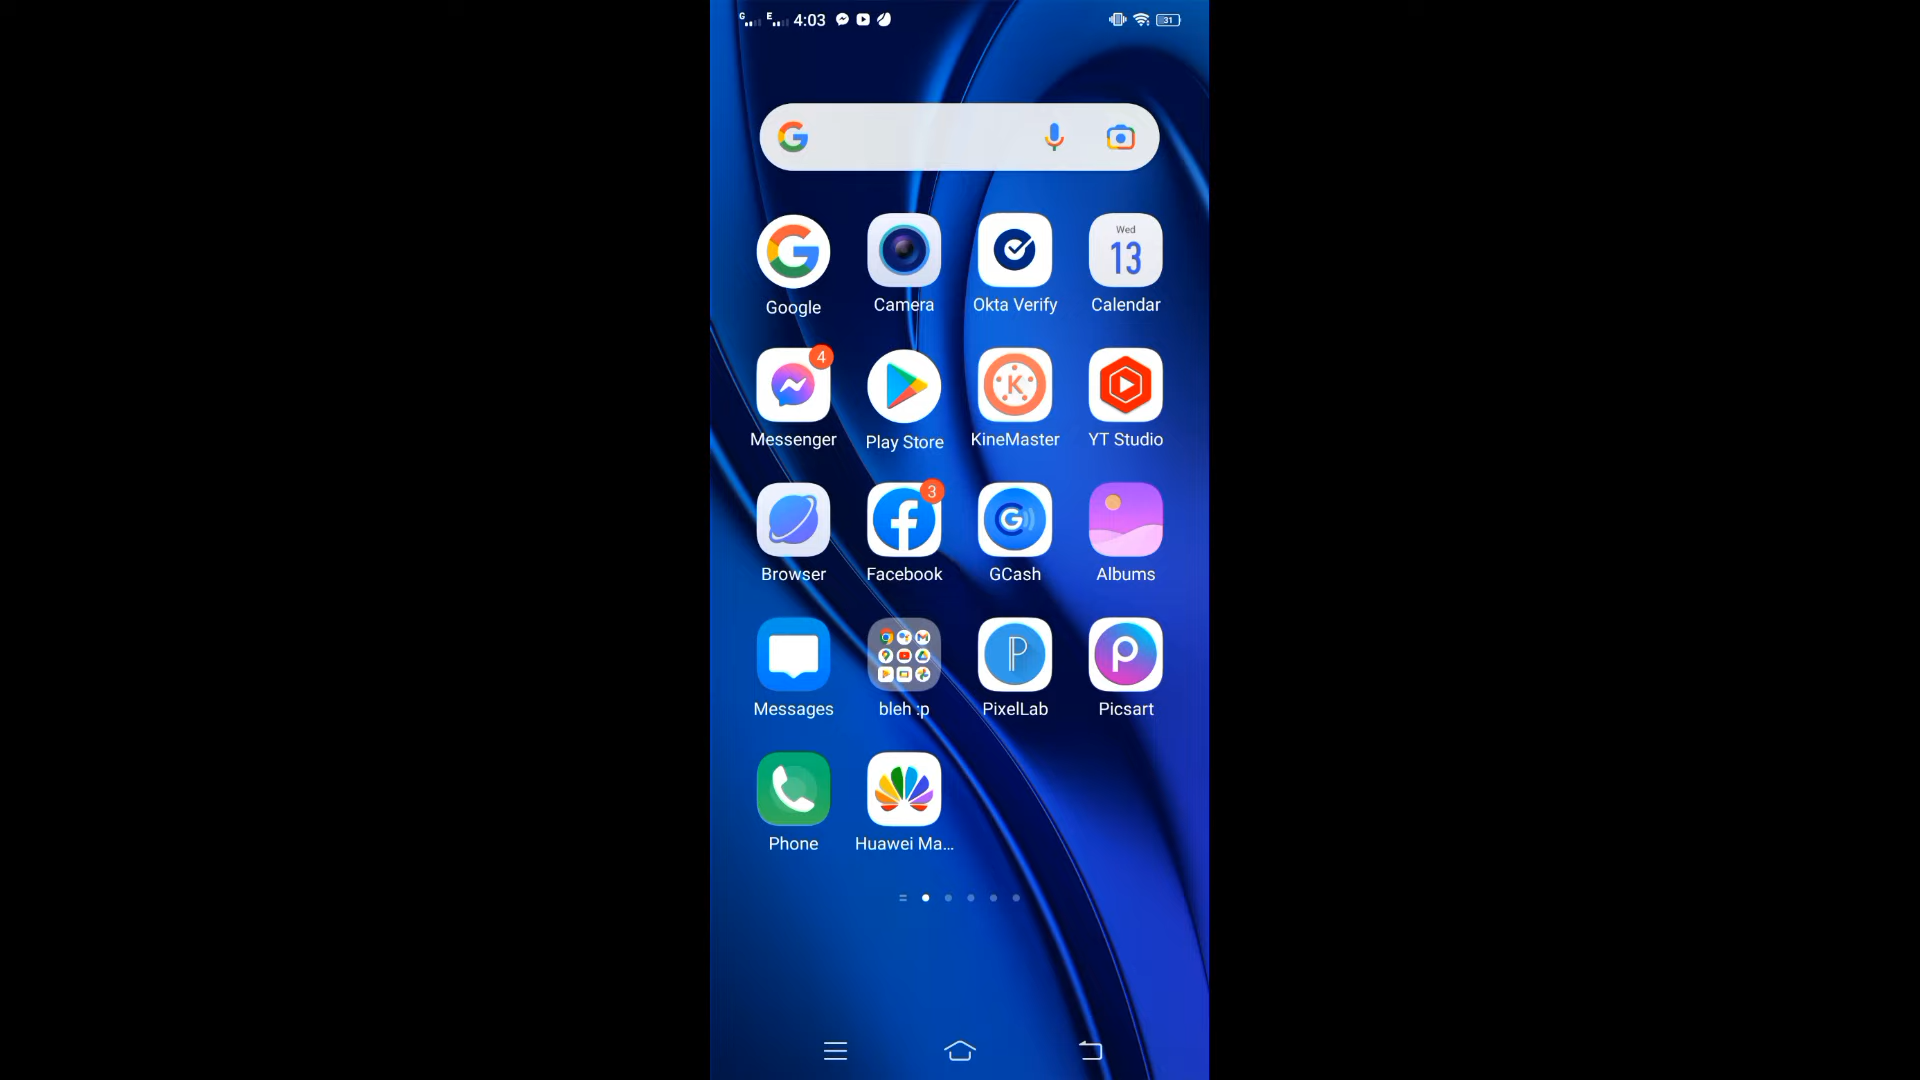 G E 4:03 31
Google Camera Okta Verify Wed 13 Calendar
4 Messenger Play Store KineMaster YT Studio
Browser 3 Facebook GCash Albums
Messages bleh :p PixelLab Picsart
Phone Huawei Ma...